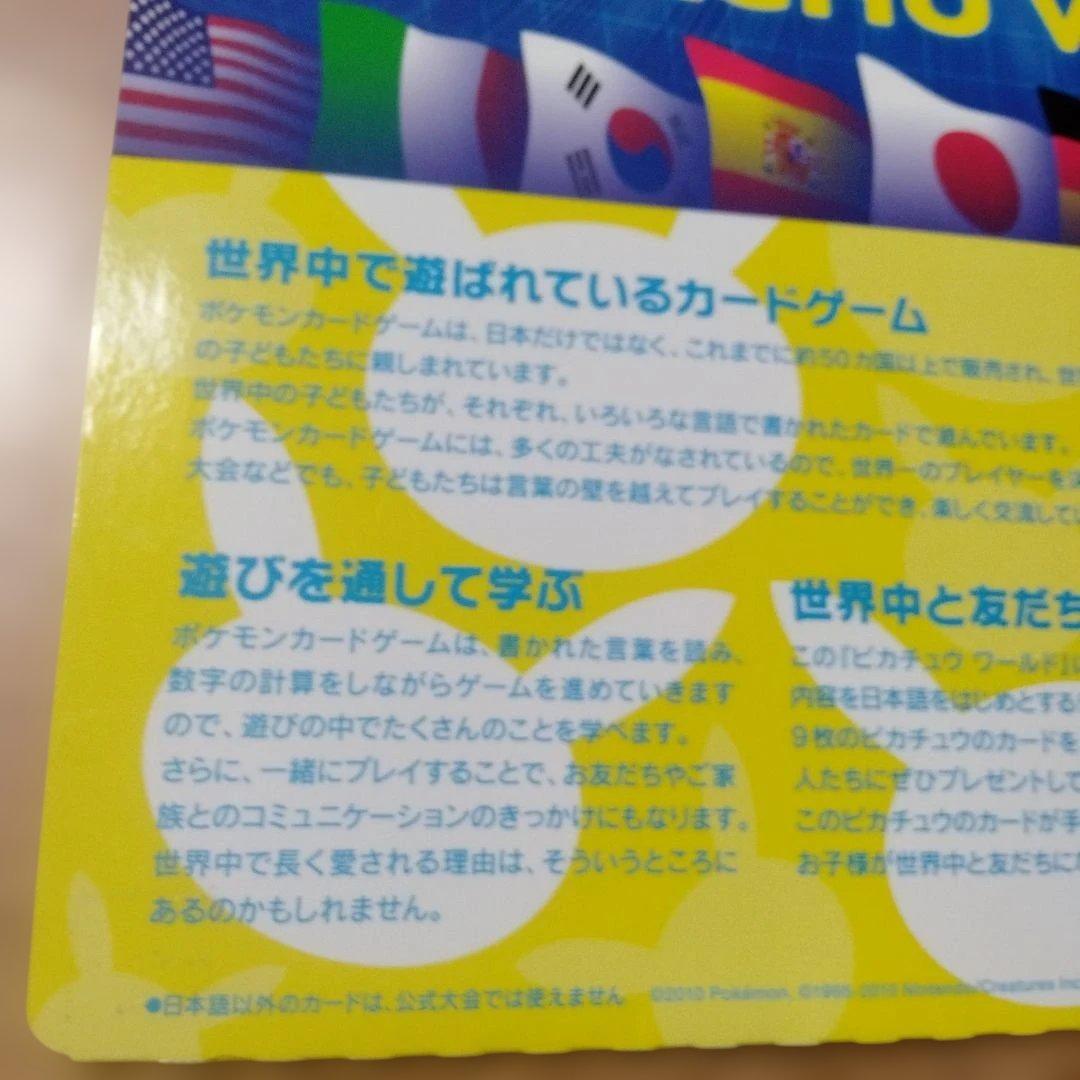 世界中で遊ばれているカードゲーム
ポケモンカードゲームは、日本だけではなく、これまでに約50カ国以上で販売され、世
の子どもたちに親しまれています。
世界中の子どもたちが、それぞれ、いろいろな言語で書かれたカードで遊んでいます。
ポケモンカードゲームには、多くの工夫がなされているので、世界一のプレイヤーを決
大会などでも、子どもたちは言葉の壁を越えてプレイすることができ、楽しく交流してい
遊びを通して学ぶ
ポケモンカードゲームは、書かれた言葉を読み、
数字の計算をしながらゲームを進めていきます
ので、遊びの中でたくさんのことを学べます。
さらに、一緒にプレイすることで、お友だちやご家
族とのコミュニケーションのきっかけにもなります。
世界中で長く愛される理由は、そういうところに
あるのかもしれません。
世界中と友だち
この『ピカチュウ ワールド』に
内容を日本語をはじめとする
9枚のピカチュウのカードを
人たちにぜひプレゼントして
このピカチュウのカードが手
お子様が世界中と友だちに
●日本語以外のカードは、公式大会では使えません ©2010 Pokémon. ©1995-2010 Nintendo/Creatures Inc